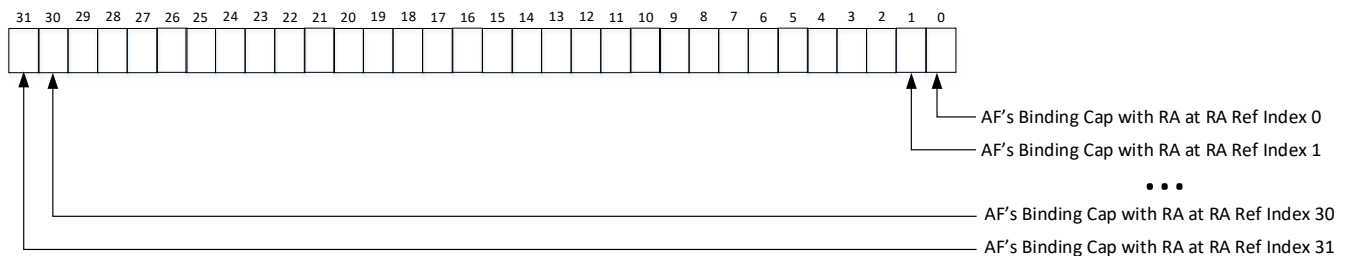 31 30 29 28 27 26 25 24 23 22 21 20 19 18 17 16 15 14 13 12 11 10 9 8 7 6 5 4 3 2 1 0
AF’s Binding Cap with RA at RA Ref Index 0
AF’s Binding Cap with RA at RA Ref Index 1
...
AF’s Binding Cap with RA at RA Ref Index 30
AF’s Binding Cap with RA at RA Ref Index 31